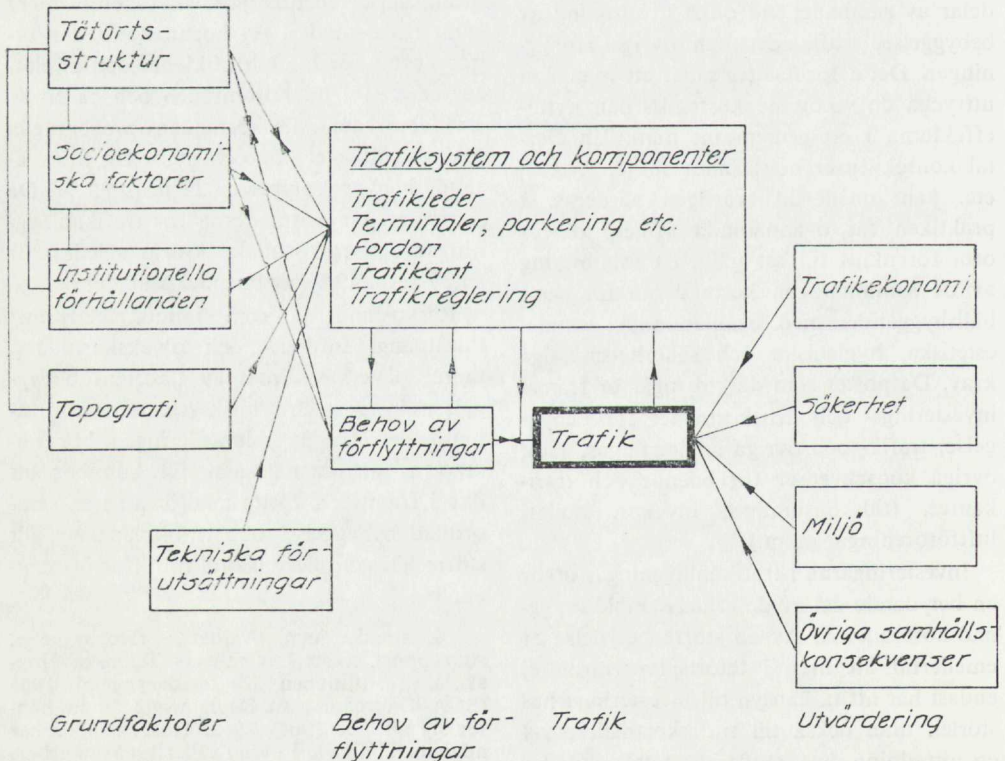 Tätorts-
struktur
Socioekonomi-
ska faktorer
Institutionella
förhållanden
Topografi
Tekniska för-
utsättningar
Trafiksystem och komponenter
Trafikleder
Terminaler, parkering etc.
Fordon
Trafikant
Trafikreglering
Behov av
förflyttningar
Trafik
Trafikekonomi
Säkerhet
Miljö
Övriga samhälls-
konsekvenser
Grundfaktorer
Behov av för-
flyttningar
Trafik
Utvärdering